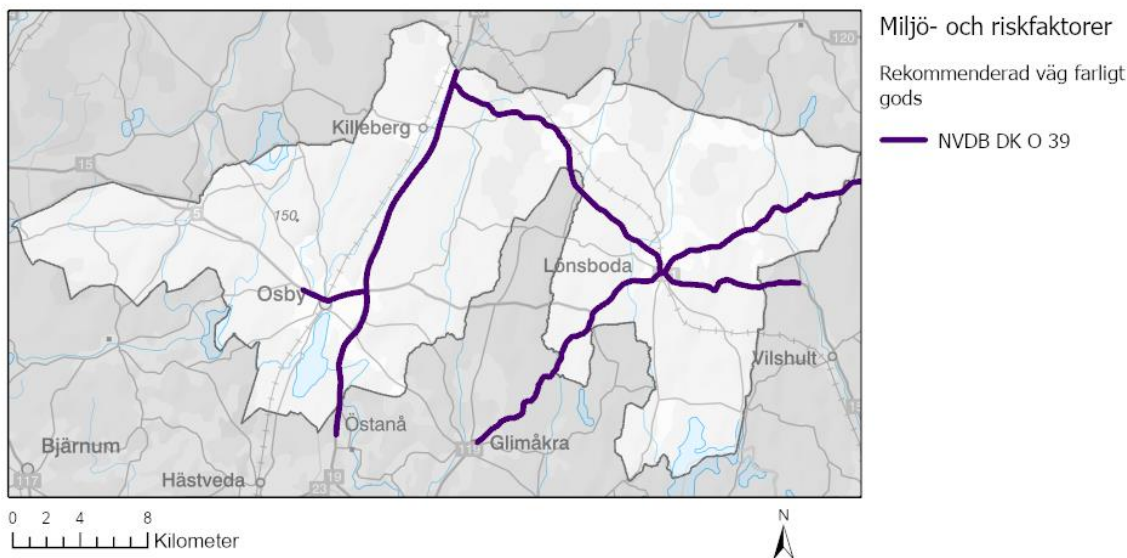 Miljö- och riskfaktorer
Rekommenderad väg farligt
gods
NVDB DK O 39
120
Killeberg
15
5
150
Lönsboda
Osby
Vilshult
Östanå
Glimåkra
119
Bjärnum
117
Hästveda
19
23
0 2 4 8
Kilometer
N